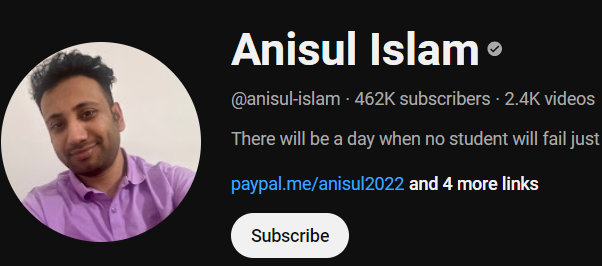 Anisul Islam
@anisul-islam · 462K subscribers · 2.4K videos
There will be a day when no student will fail just
paypal.me/anisul2022 and 4 more links
Subscribe